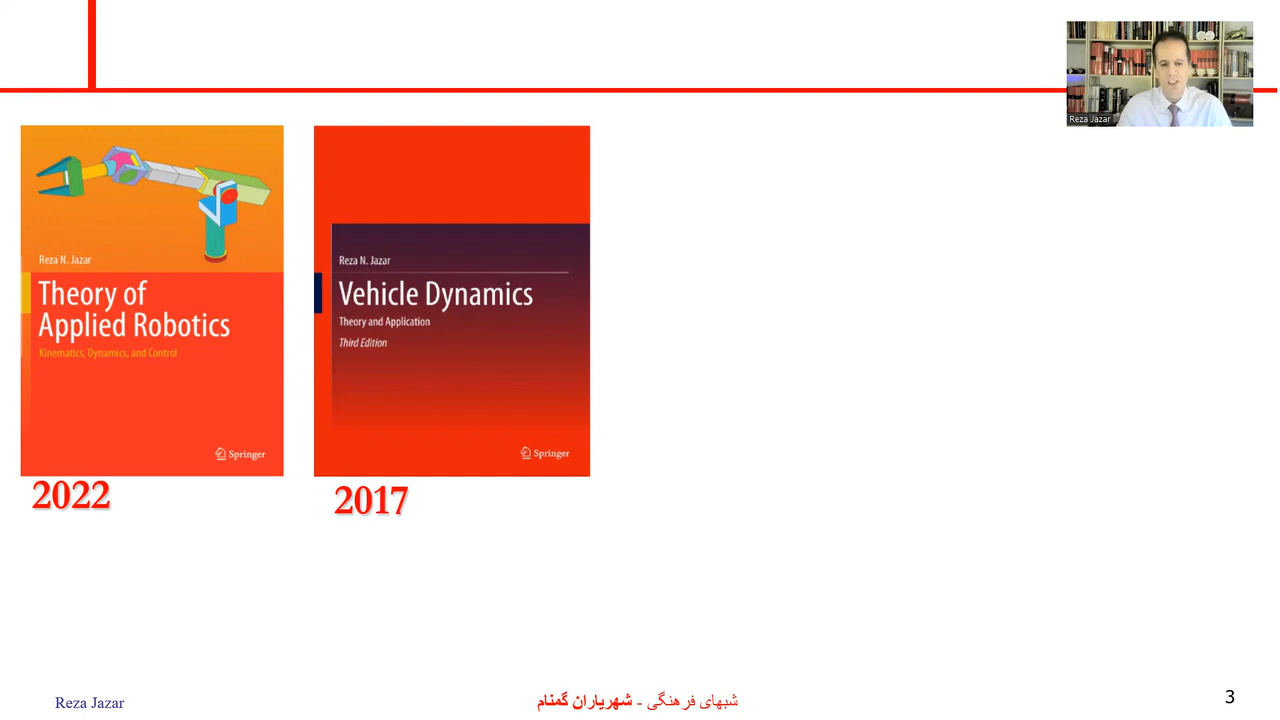 Reza Jazar
Reza N. Jazar
Theory of
Applied Robotics
Kinematics, Dynamics, and Control
Springer
2022
Reza N. Jazar
Vehicle Dynamics
Theory and Application
Third Edition
Springer
2017
Reza Jazar
شبهای فرهنگی - شهریاران گمنام
3